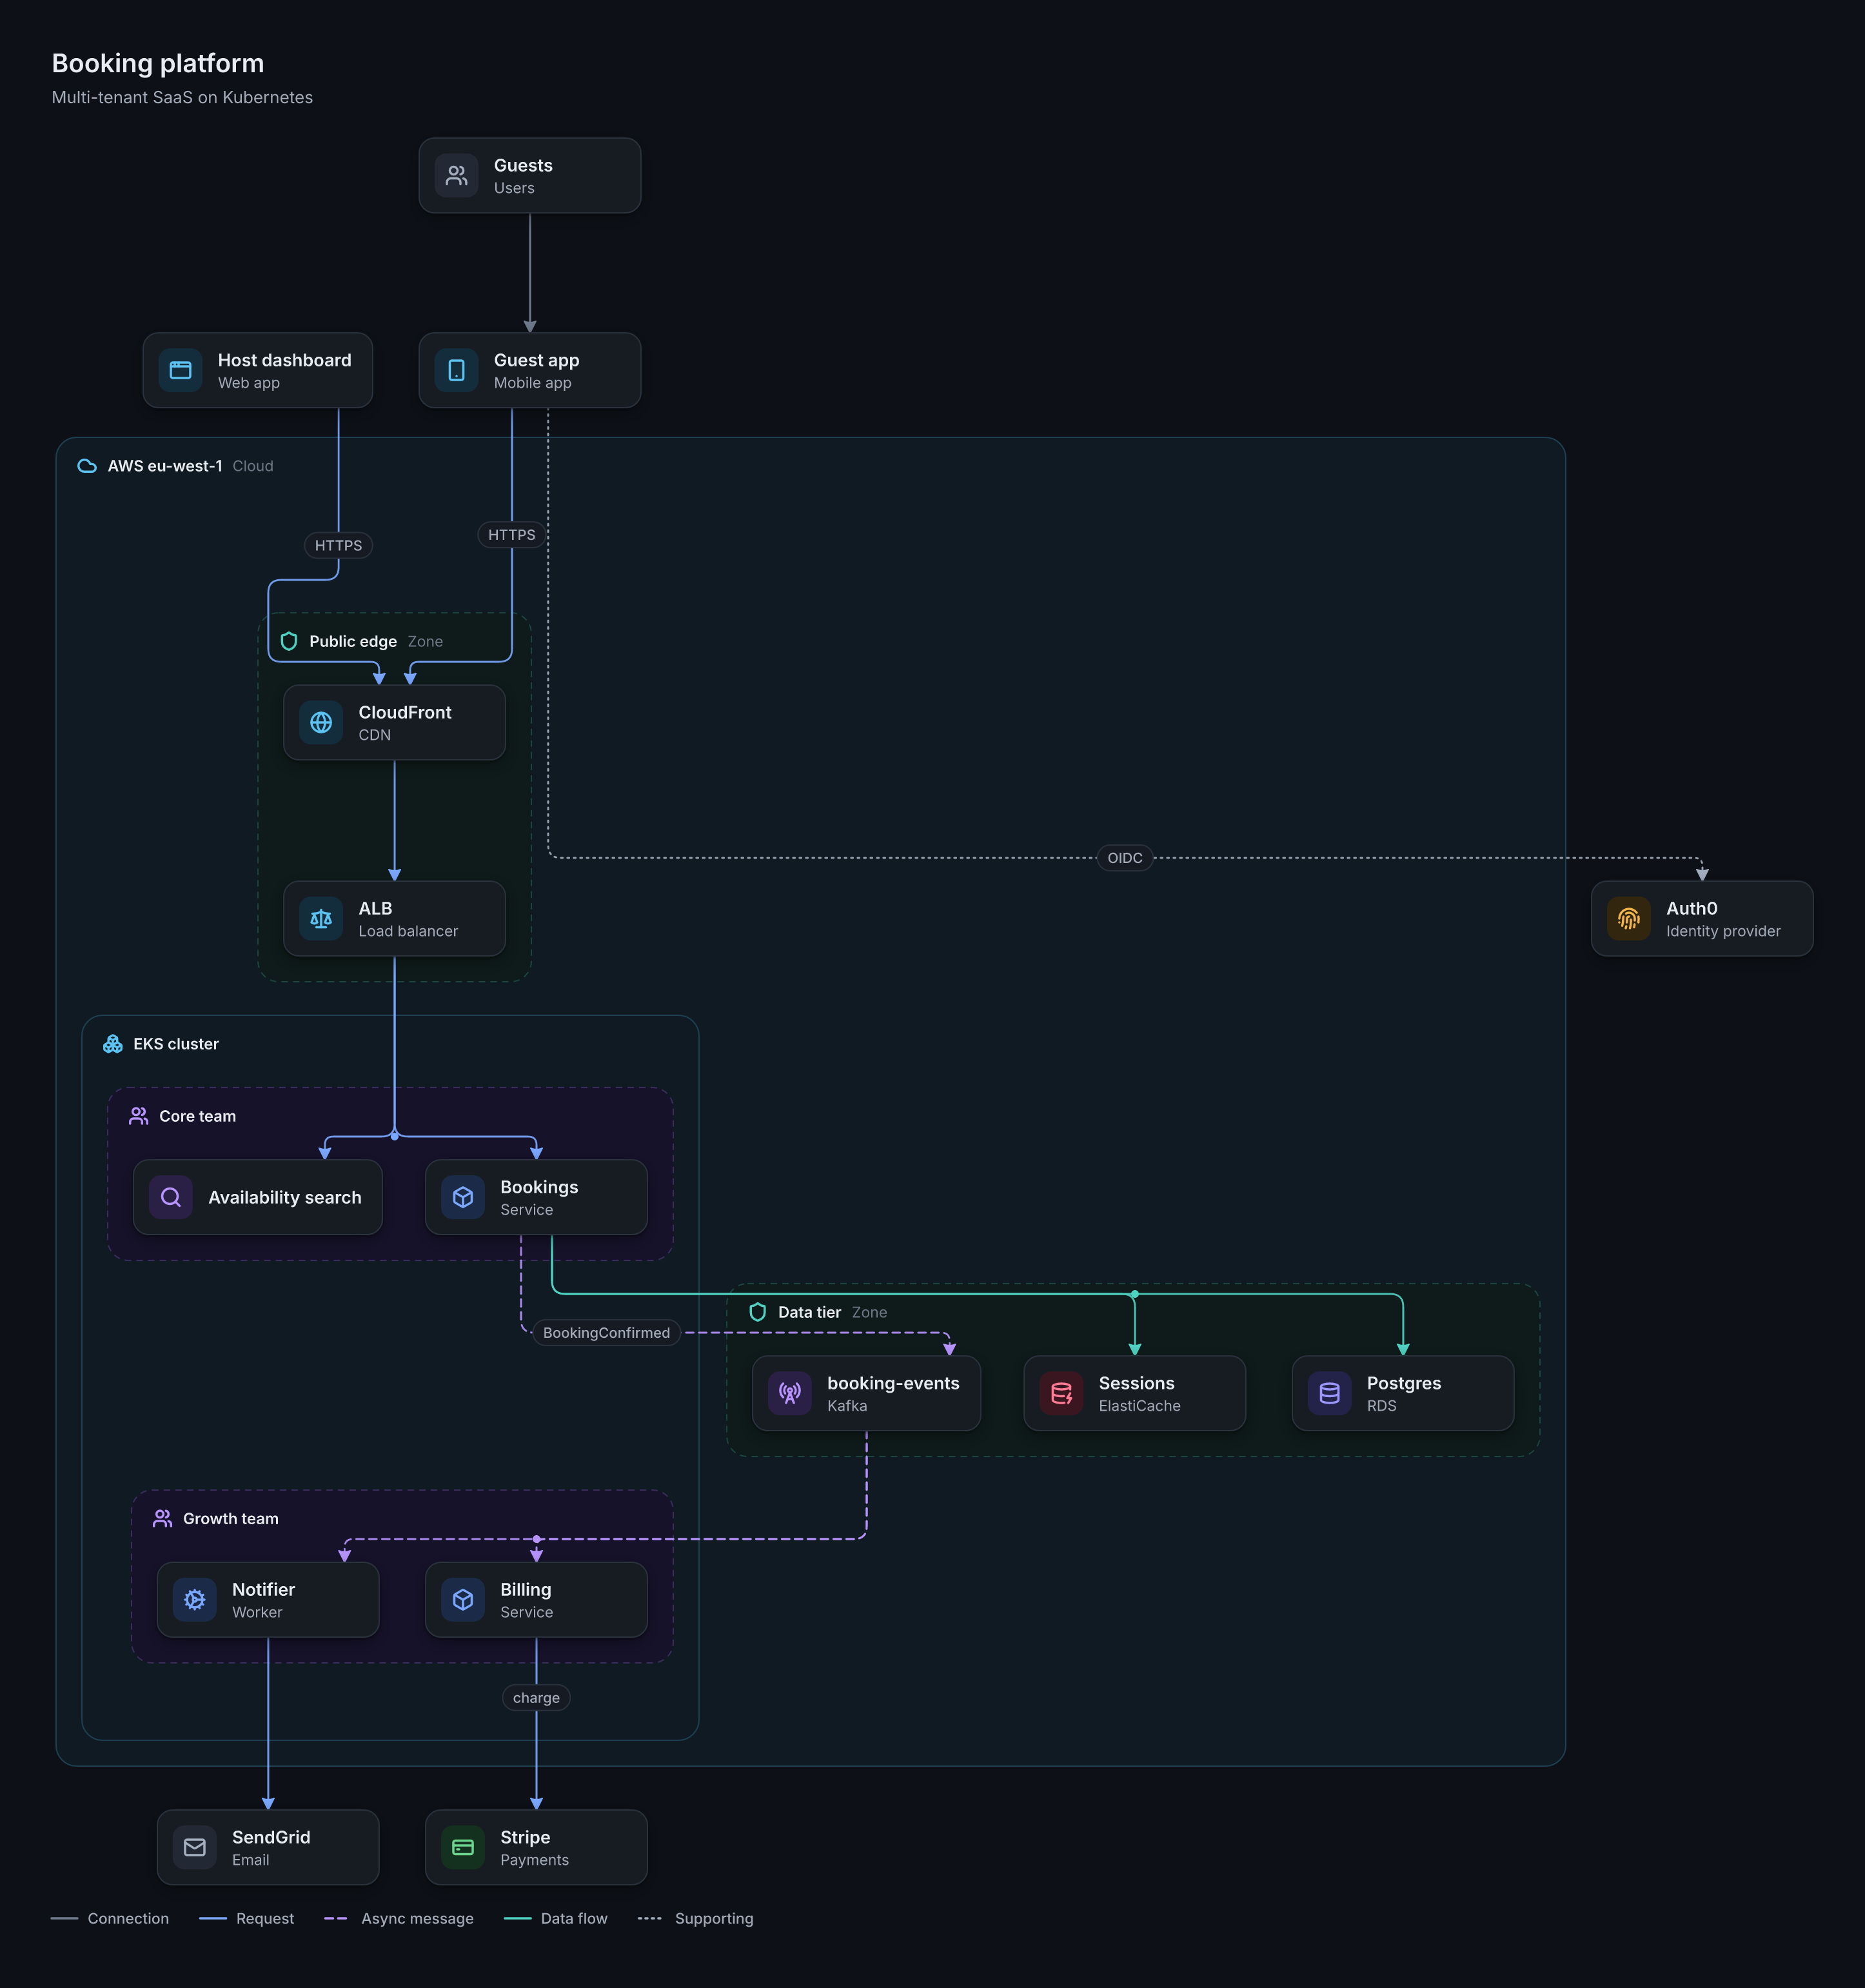 Booking platform
Multi-tenant SaaS on Kubernetes
Guests
Users
Host dashboard
Web app
Guest app
Mobile app
AWS eu-west-1 Cloud
HTTPS
HTTPS
Public edge Zone
CloudFront
CDN
OIDC
ALB
Load balancer
Auth0
Identity provider
EKS cluster
Core team
Availability search
Bookings
Service
Data tier Zone
BookingConfirmed
booking-events
Kafka
Sessions
ElastiCache
Postgres
RDS
Growth team
Notifier
Worker
Billing
Service
charge
SendGrid
Email
Stripe
Payments
Connection Request Async message Data flow Supporting